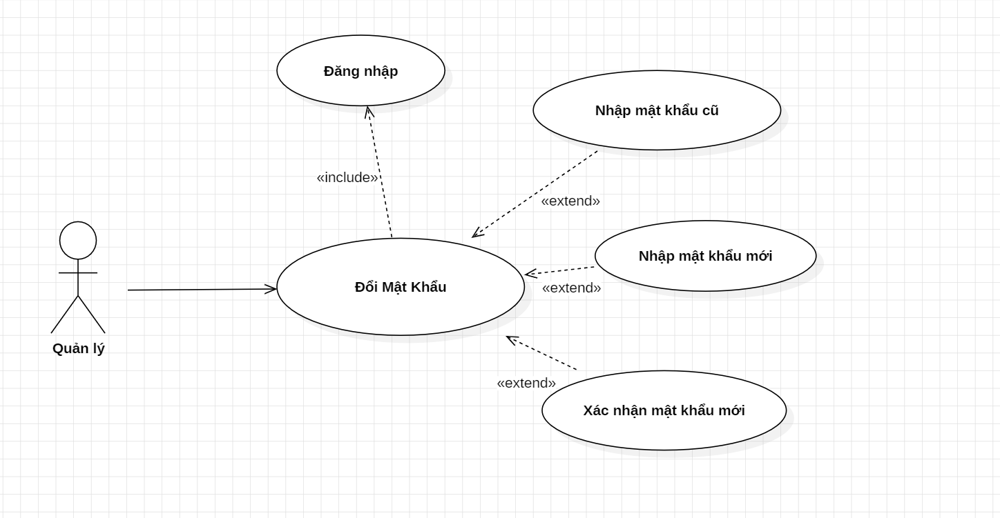 Đăng nhập
Nhập mật khẩu cũ
«include»
«extend»
Nhập mật khẩu mới
Đổi Mật Khẩu
«extend»
Quản lý
«extend»
Xác nhận mật khẩu mới